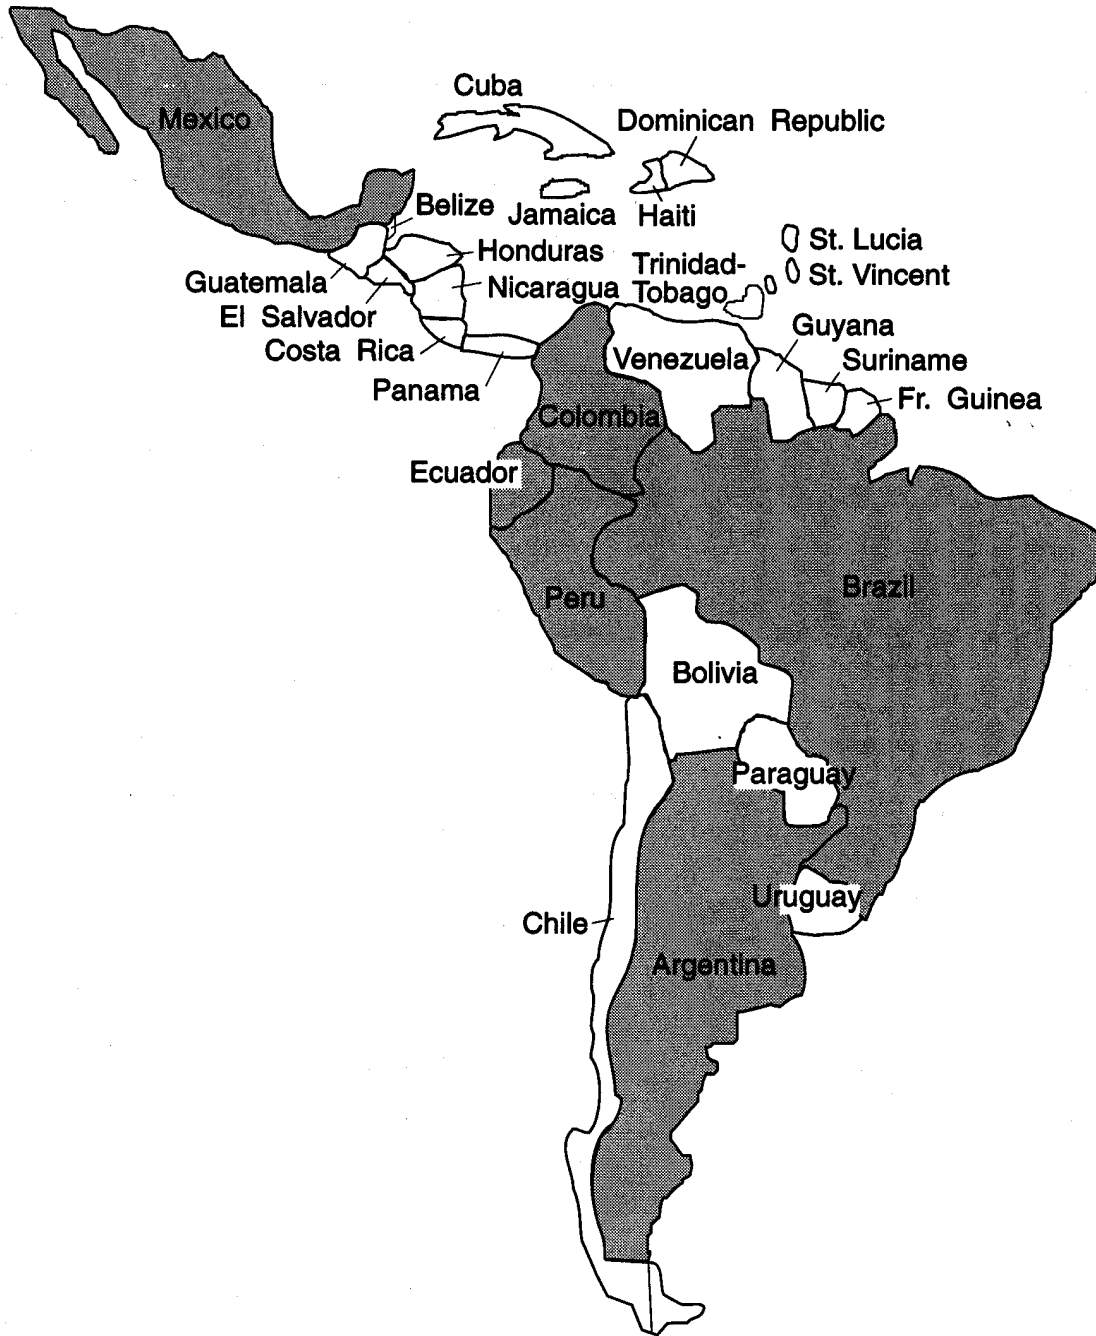 Cuba
Mexico
Dominican Republic
Belize
Jamaica
Haiti
Honduras
St. Lucia
Guatemala
Nicaragua
Trinidad-
Tobago
St. Vincent
El Salvador
Costa Rica
Guyana
Venezuela
Suriname
Panama
Fr. Guinea
Colombia
Ecuador
Peru
Brazil
Bolivia
Paraguay
Uruguay
Chile
Argentina